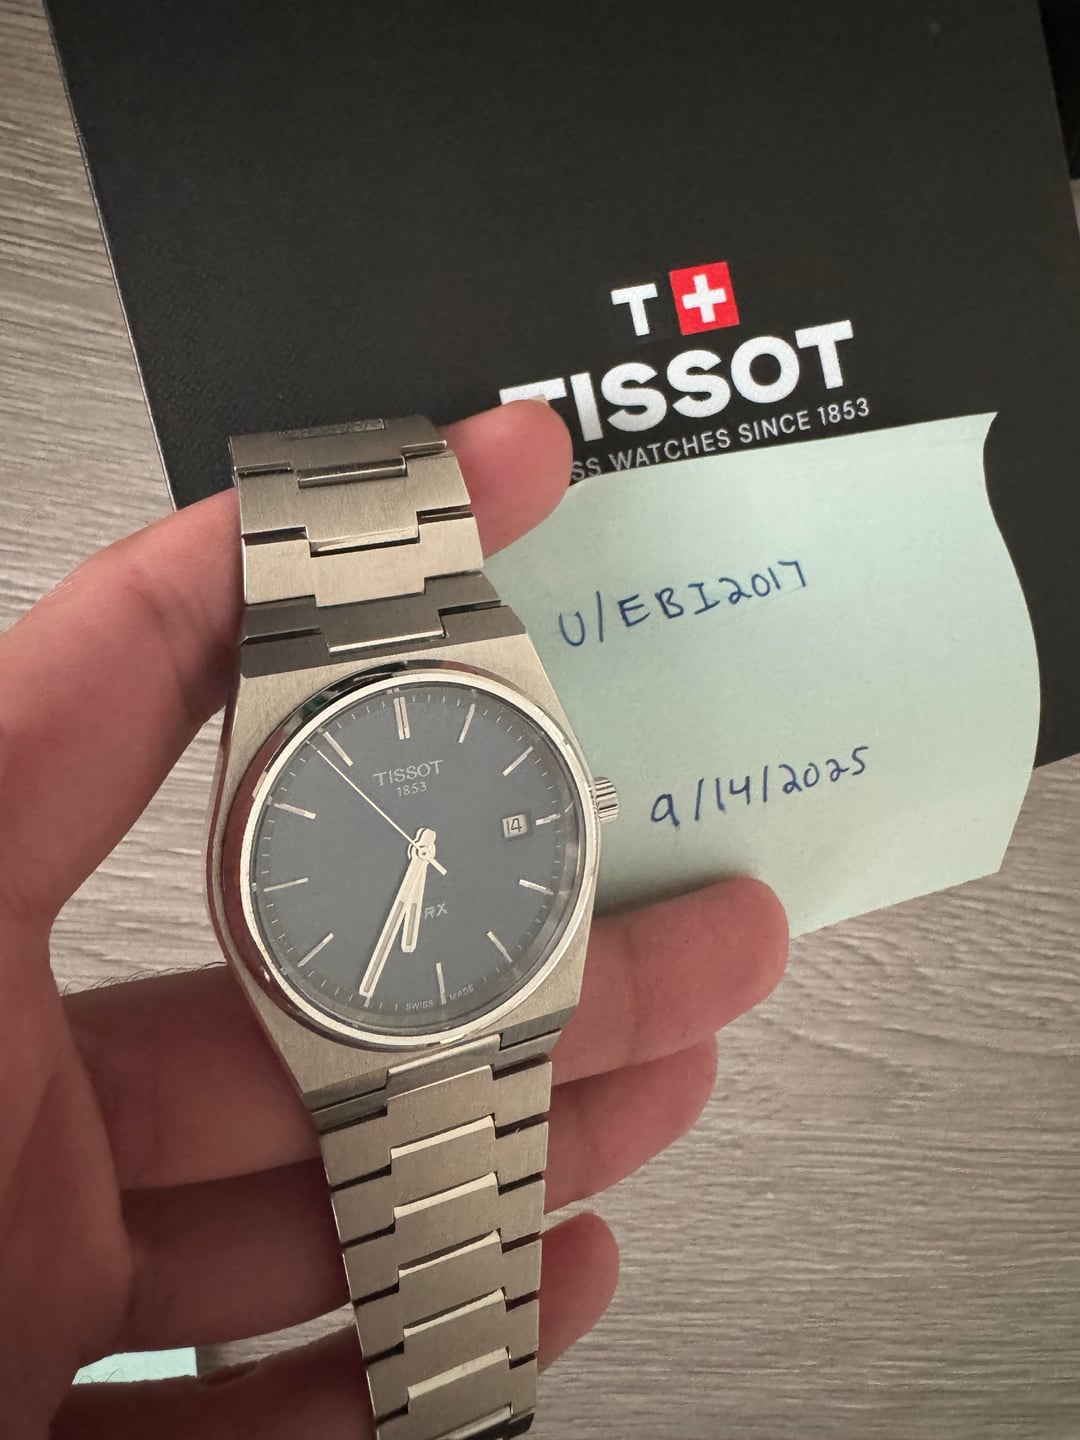 T
TISSOT
SS WATCHES SINCE 1853
U/EBI2017
9/14/2025
TISSOT
1853
14
RX
SWISS MADE